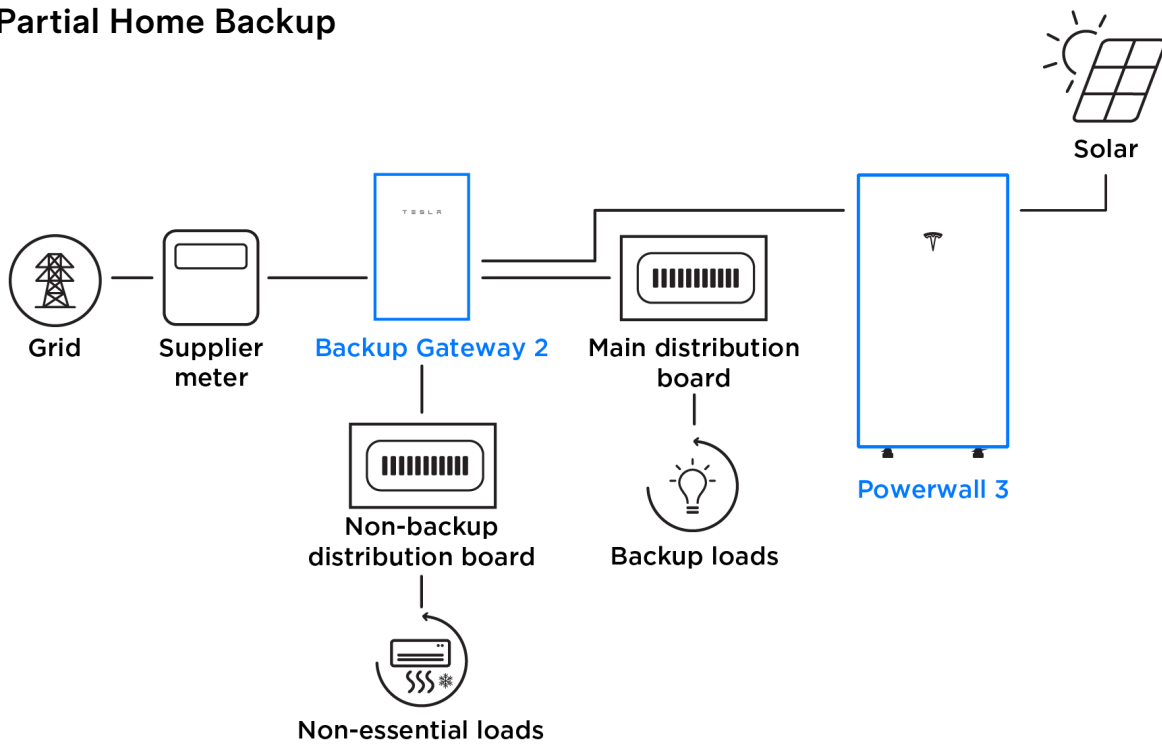 Partial Home Backup
Solar
TESLA
Grid
Supplier
meter
Backup Gateway 2
Main distribution
board
Powerwall 3
Non-backup
distribution board
Backup loads
Non-essential loads